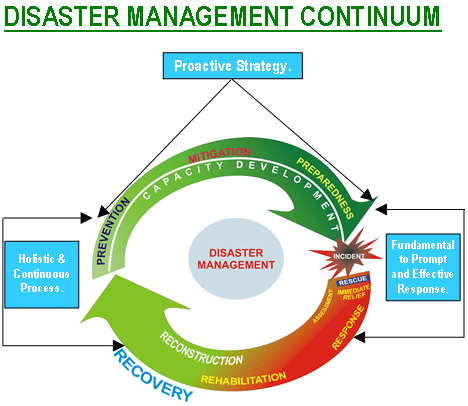 DISASTER MANAGEMENT CONTINUUM
Proactive Strategy.
MITIGATION
CAPACITY DEVELOPMENT
PREVENTION
PREPAREDNESS
Holistic &
Continuous
Process.
DISASTER
MANAGEMENT
INCIDENT
Fundamental
to Prompt
and Effective
Response.
RESCUE
IMMEDIATE
RELIEF
ASSESSMENT
RESPONSE
RECONSTRUCTION
REHABILITATION
RECOVERY